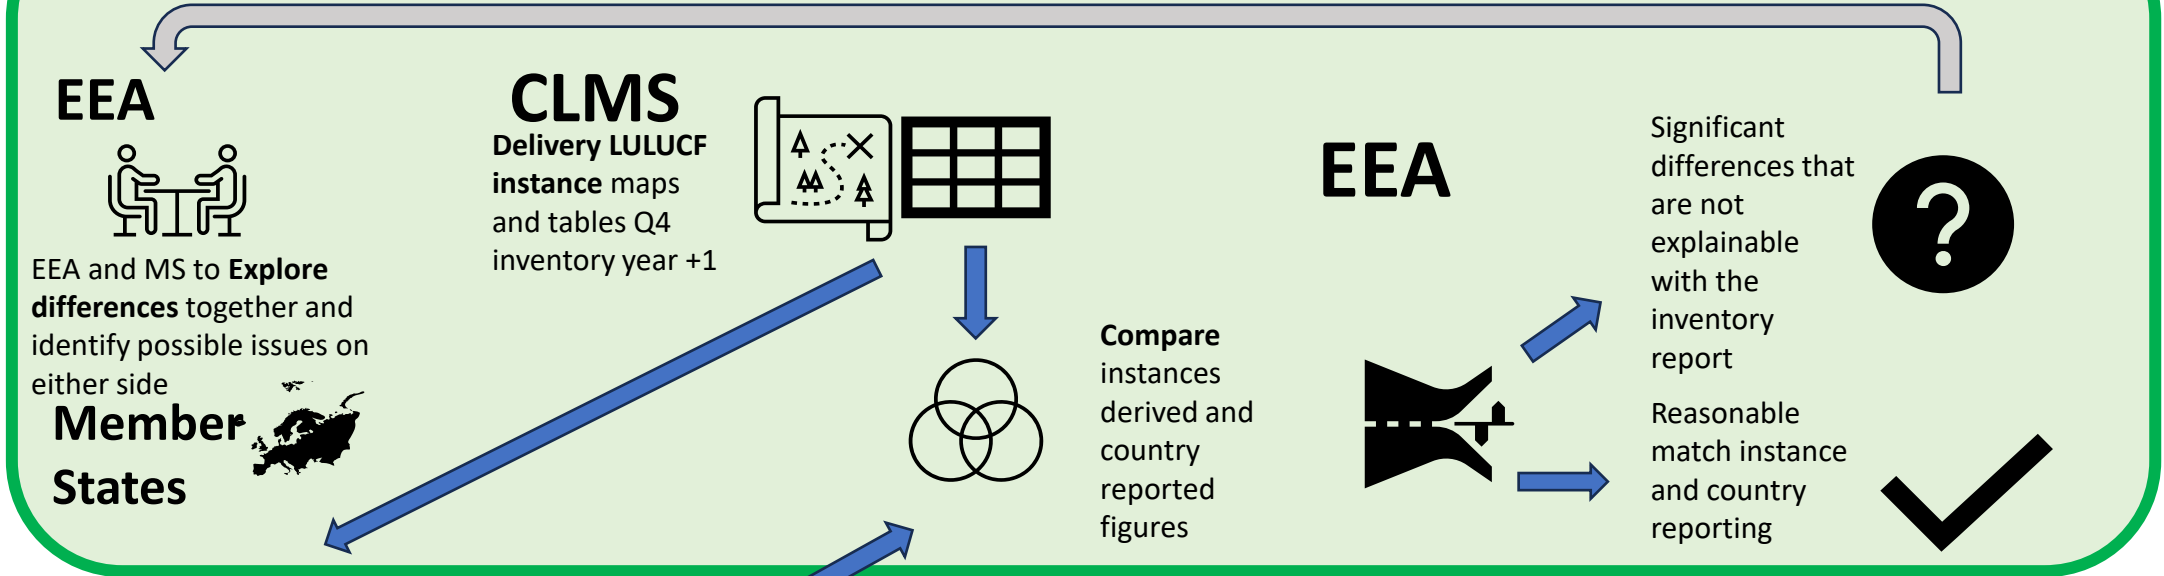 EEA
EEA and MS to Explore
differences together and
identify possible issues on
either side
Member
States
CLMS
Delivery LULUCF
instance maps
and tables Q4
inventory year +1
Compare
instances
derived and
country
reported
figures
EEA
Significant
differences that
are not
explainable
with the
inventory
report
Reasonable
match instance
and country
reporting